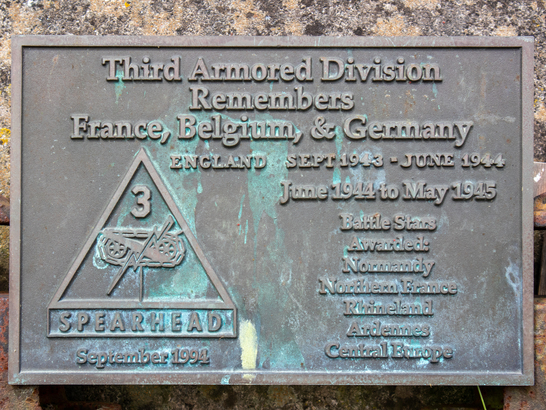 Third Armored Division
Remembers
France, Belgium, & Germany
ENGLAND SEPT 1943 - JUNE 1944
June 1944 to May 1945
3
SPEARHEAD
September 1994
Battle Stars
Awarded:
Normandy
Northern France
Rhineland
Ardennes
Central Europe